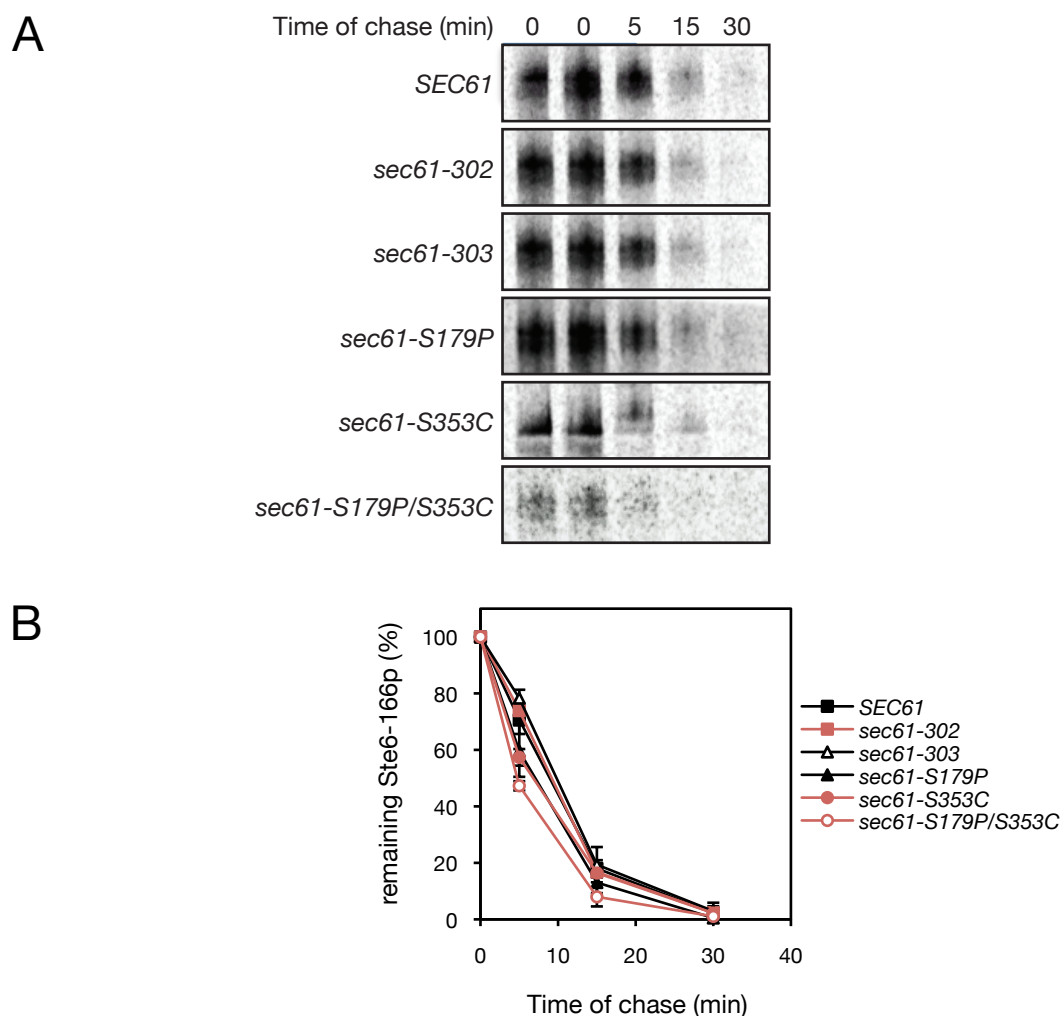 A
Time of chase (min) 0 0 5 15 30
SEC61
sec61-302
sec61-303
sec61-S179P
sec61-S353C
sec61-S179P/S353C
B
remaining Ste6-166p (%)
100
80
60
40
20
0
0 10 20 30 40
Time of chase (min)
SEC61
sec61-302
sec61-303
sec61-S179P
sec61-S353C
sec61-S179P/S353C